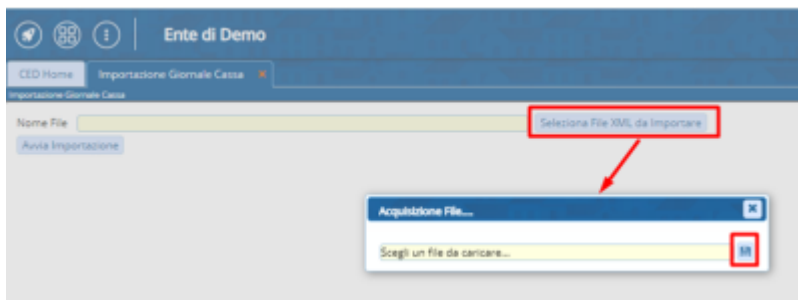 Ente di Demo
CED Home Importazione Giornale Cassa
Importazione Giornale Cassa
Nome File Seleziona File XML da Importare
Avvia Importazione
Acquisizione File....
Scegli un file da caricare...